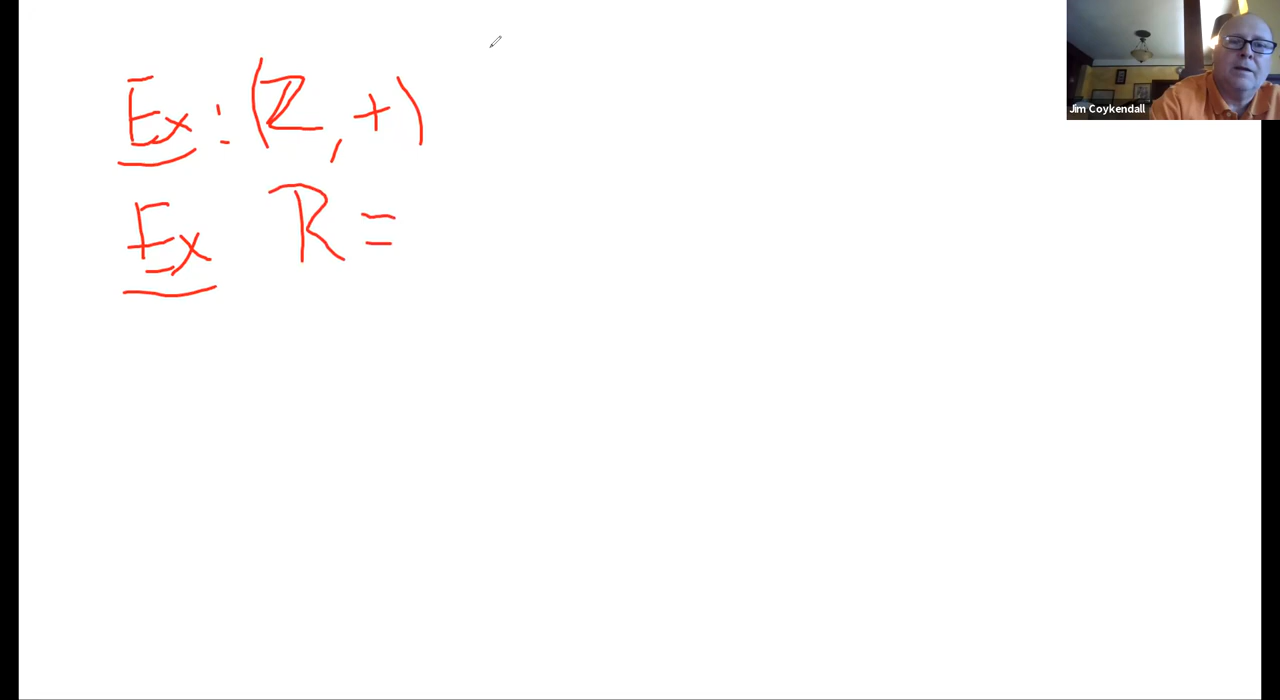 Ex : (ℤ, +)
Ex R =
Jim Coykendall